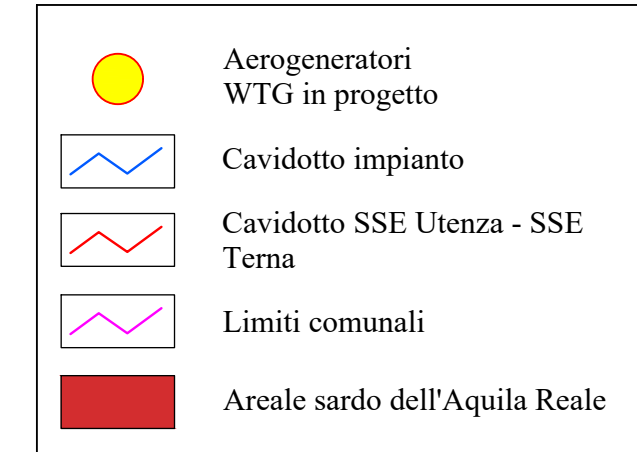 Aerogeneratori
WTG in progetto
Cavidotto impianto
Cavidotto SSE Utenza - SSE
Terna
Limiti comunali
Areale sardo dell'Aquila Reale